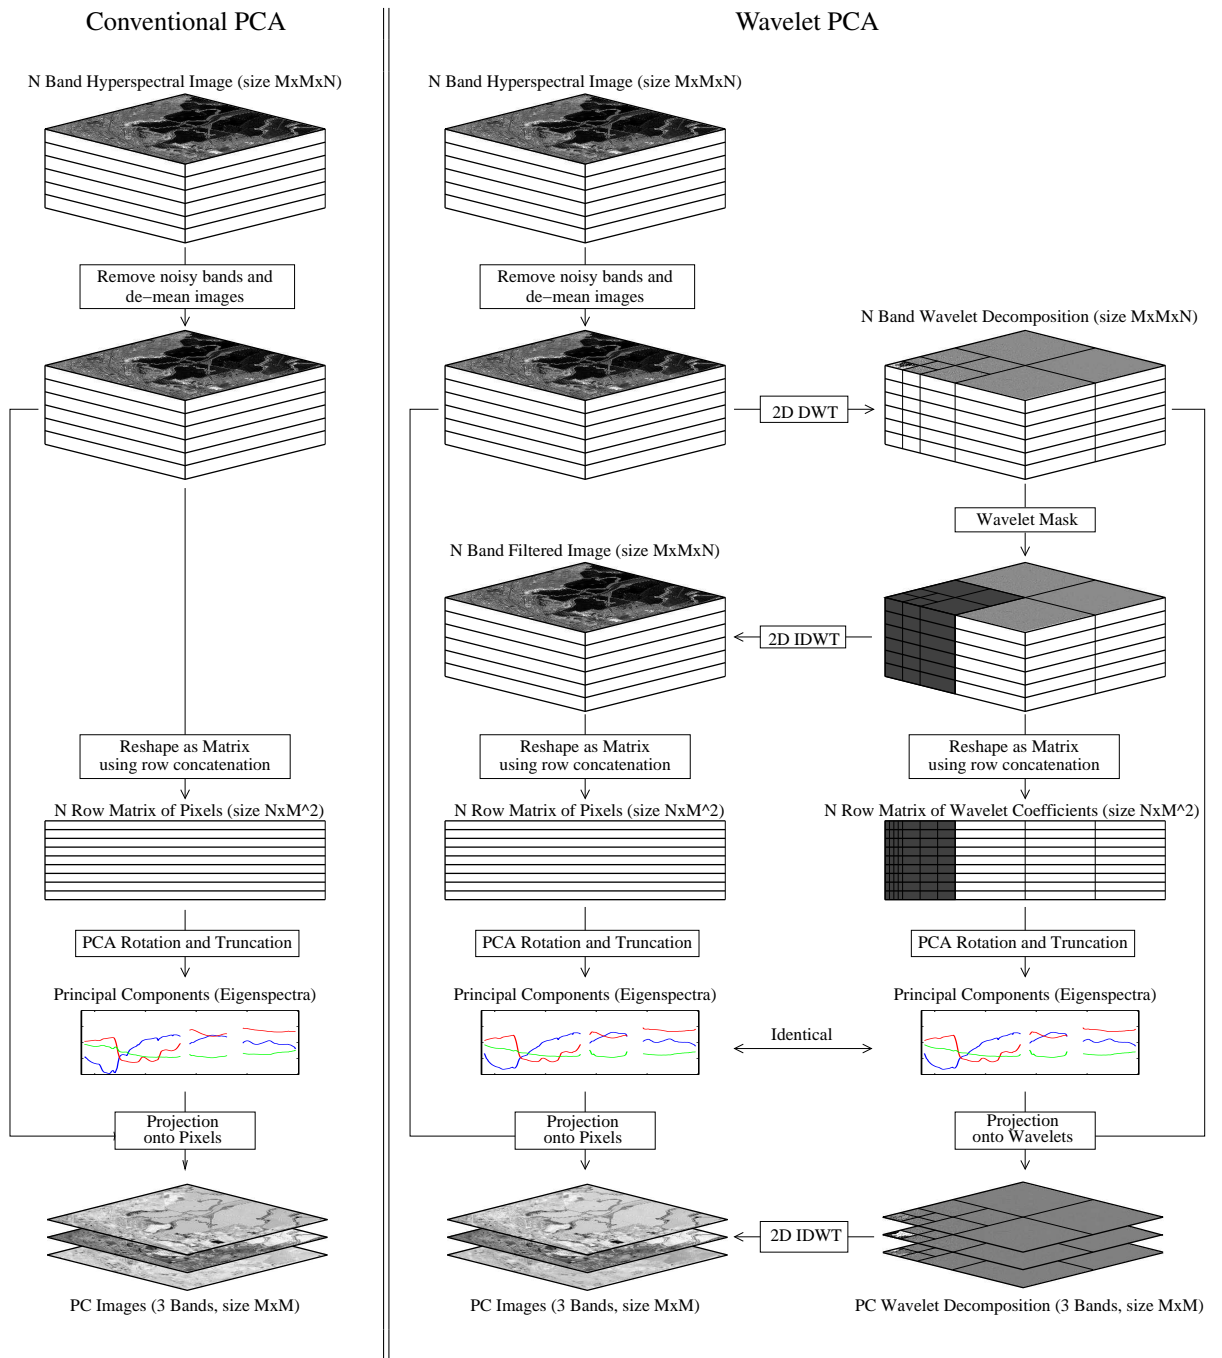 Conventional PCA
Wavelet PCA
N Band Hyperspectral Image (size MxMxN)
N Band Hyperspectral Image (size MxMxN)
Remove noisy bands and
de−mean images
Remove noisy bands and
de−mean images
N Band Wavelet Decomposition (size MxMxN)
2D DWT
Wavelet Mask
N Band Filtered Image (size MxMxN)
2D IDWT
Reshape as Matrix
using row concatenation
Reshape as Matrix
using row concatenation
Reshape as Matrix
using row concatenation
N Row Matrix of Pixels (size NxM^2)
N Row Matrix of Pixels (size NxM^2)
N Row Matrix of Wavelet Coefficients (size NxM^2)
PCA Rotation and Truncation
PCA Rotation and Truncation
PCA Rotation and Truncation
Principal Components (Eigenspectra)
Principal Components (Eigenspectra)
Principal Components (Eigenspectra)
Identical
Projection
onto Pixels
Projection
onto Pixels
Projection
onto Wavelets
2D IDWT
PC Images (3 Bands, size MxM)
PC Images (3 Bands, size MxM)
PC Wavelet Decomposition (3 Bands, size MxM)